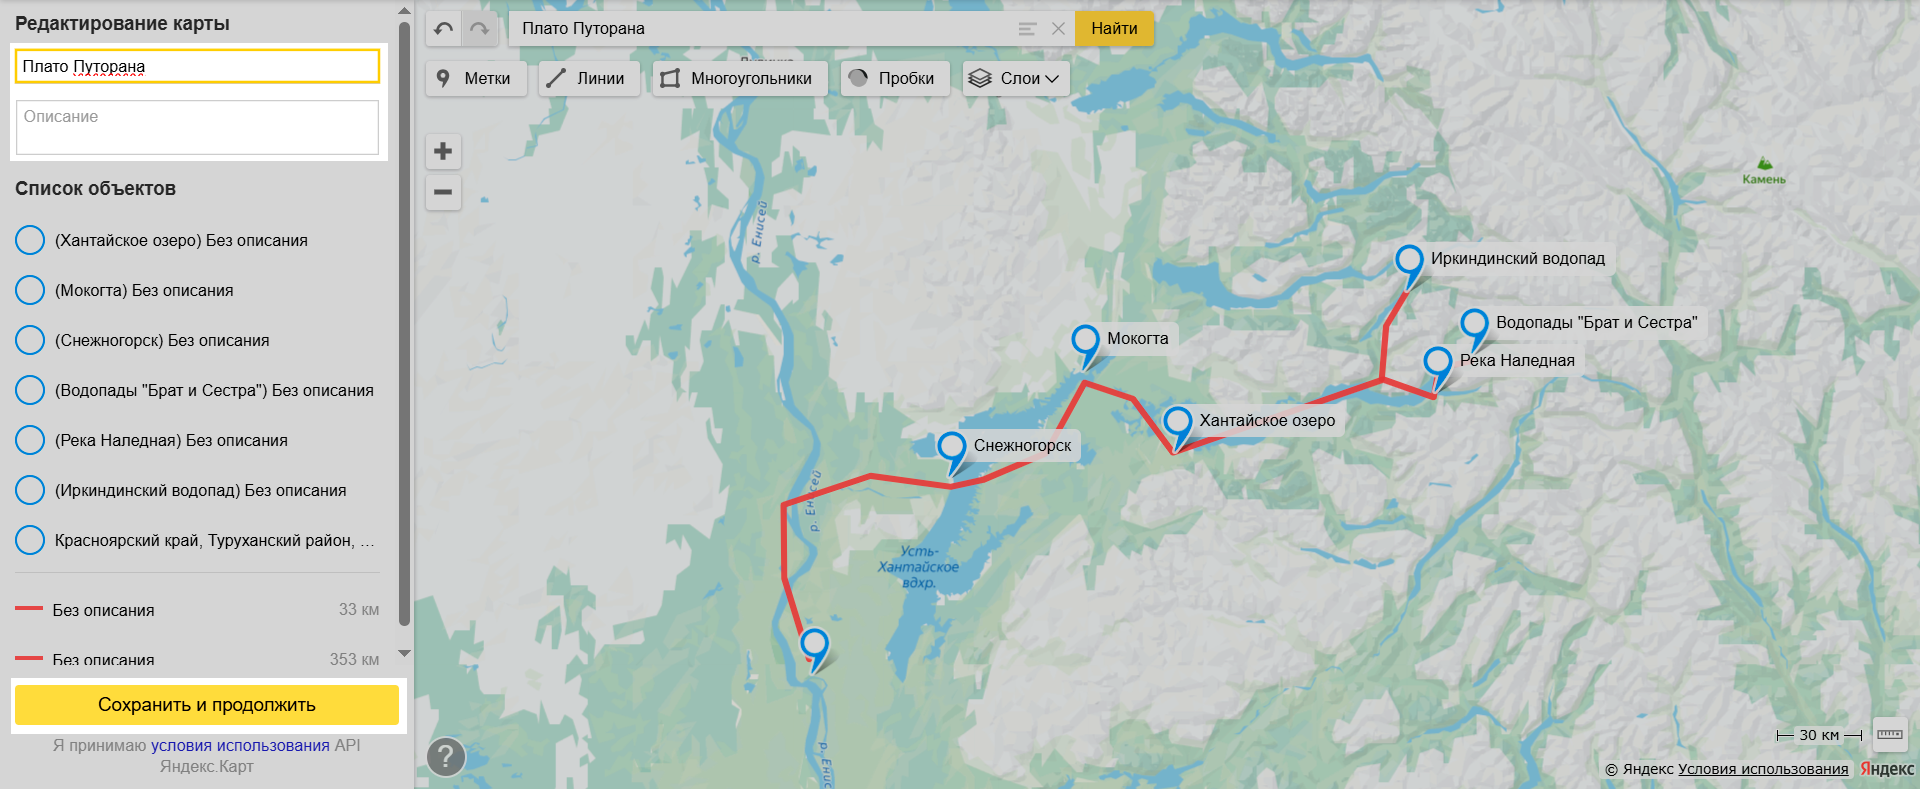 Редактирование карты
Плато Путорана
Описание
Список объектов
(Хантайское озеро) Без описания
(Мокогта) Без описания
(Снежногорск) Без описания
(Водопады "Брат и Сестра") Без описания
(Река Наледная) Без описания
(Иркиндинский водопад) Без описания
Красноярский край, Туруханский район, ...
Без описания 33 км
Без описания 353 км
Сохранить и продолжить
Я принимаю условия использования API
Яндекс.Карт
Плато Путорана
Найти
Метки
Линии
Многоугольники
Пробки
Слои
р. Енисей
Камень
Иркиндинский водопад
Водопады "Брат и Сестра"
Река Наледная
Мокогта
Хантайское озеро
Снежногорск
р. Енисей
Усть-
Хантайское
вдхр.
?
30 км
© Яндекс Условия использования Яндекс